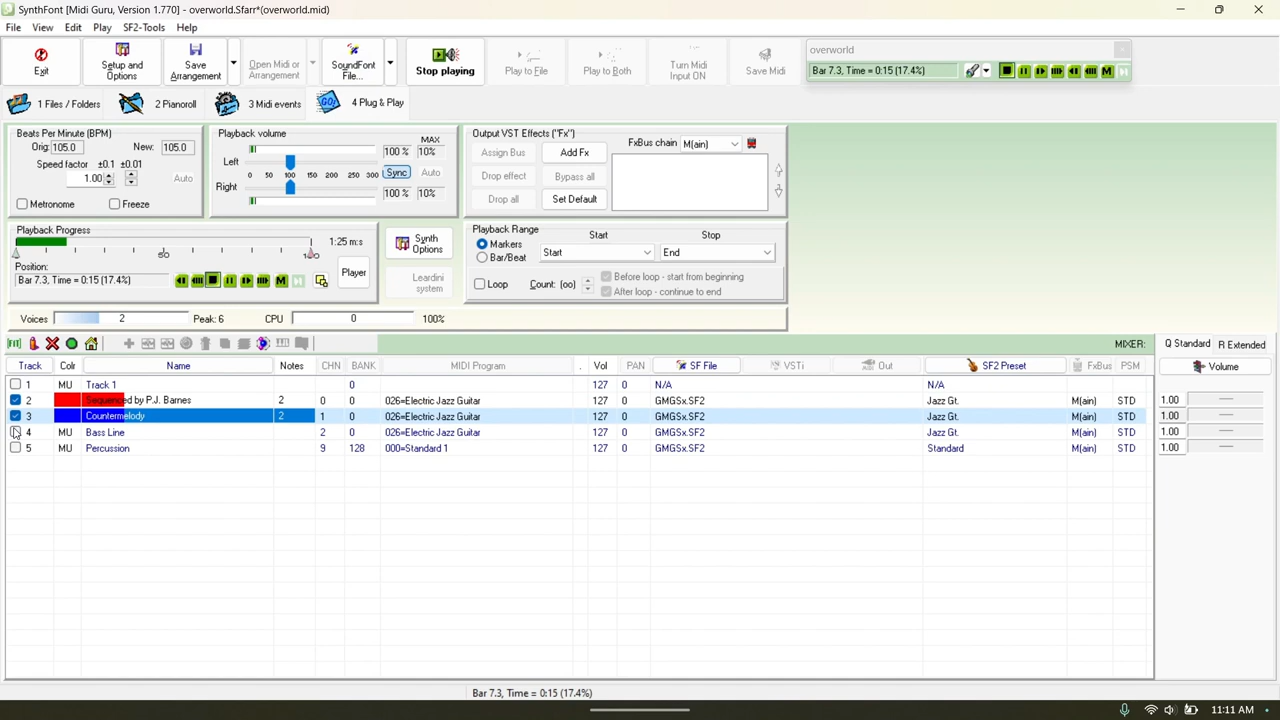 SynthFont [Midi Guru, Version 1.770] - overworld.Sfarr*(overworld.mid)
File View Edit Play SF2-Tools Help
Exit
Setup and Options
Save Arrangement
Open Midi or Arrangement
SoundFont File...
Stop playing
Play to File
Play to Both
Turn Midi Input ON
Save Midi
overworld
Bar 7.3, Time = 0:15 (17.4%)
M
1 Files / Folders
2 Pianoroll
3 Midi events
GO!
4 Plug & Play
Beats Per Minute (BPM)
Orig: 105.0 New: 105.0
Speed factor ±0.1 ±0.01
1.00 Auto
Metronome Freeze
Playback volume
MAX
100 % 10%
Left
0 50 100 150 200 250 300 Sync Auto
Right
100 % 10%
Output VST Effects ("Fx")
FxBus chain M(ain)
Assign Bus Add Fx
Drop effect Bypass all
Drop all Set Default
Playback Progress
1:25 m:s
50 100
Position:
Bar 7.3, Time = 0:15 (17.4%)
M
Player
Synth Options
Leardini system
Playback Range
Start Stop
Markers Start End
Bar/Beat
Loop Count: (oo)
Before loop - start from beginning
After loop - continue to end
Voices 2 Peak: 6 CPU 0 100%
MIXER: Q Standard R Extended
Track Colr Name Notes CHN BANK MIDI Program . Vol PAN SF File VSTi Out SF2 Preset FxBus PSM Volume
1 MU Track 1 0 127 0 N/A N/A
2 Sequenced by P.J. Barnes 2 0 0 026=Electric Jazz Guitar 127 0 GMGSx.SF2 Jazz Gt. M(ain) STD 1.00
3 Countermelody 2 1 0 026=Electric Jazz Guitar 127 0 GMGSx.SF2 Jazz Gt. M(ain) STD 1.00
4 MU Bass Line 2 0 026=Electric Jazz Guitar 127 0 GMGSx.SF2 Jazz Gt. M(ain) STD 1.00
5 MU Percussion 9 128 000=Standard 1 127 0 GMGSx.SF2 Standard M(ain) STD 1.00
Bar 7.3, Time = 0:15 (17.4%)
11:11 AM